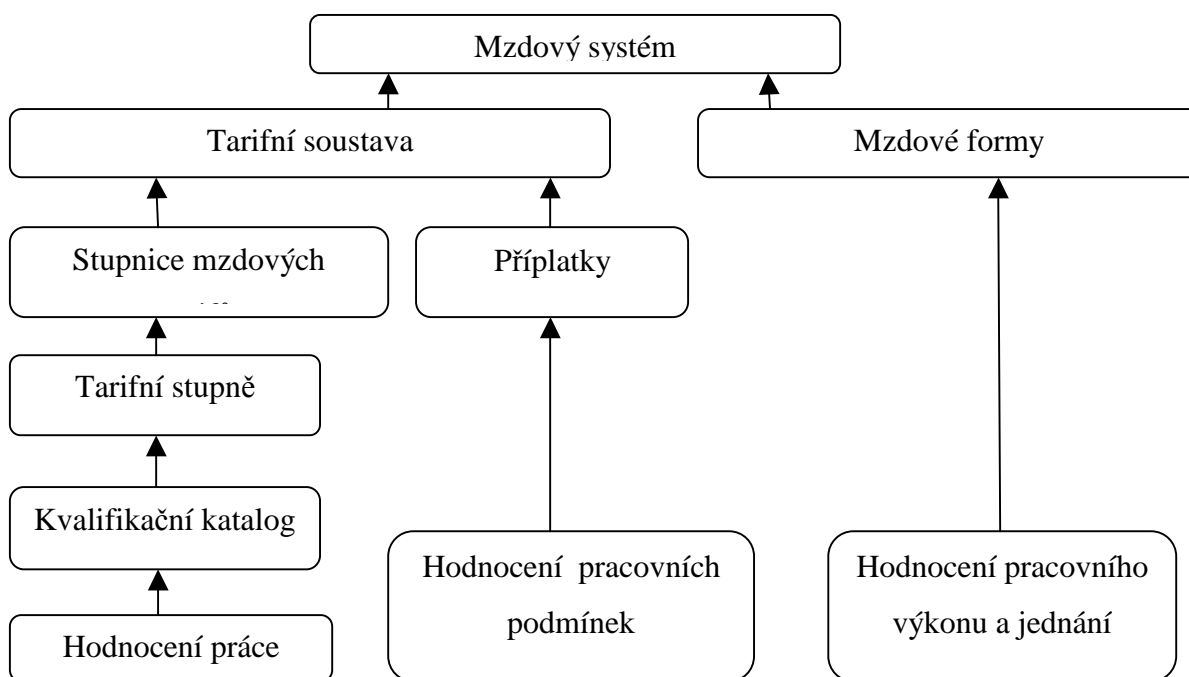 Mzdový systém
Tarifní soustava
Mzdové formy
Stupnice mzdových
Příplatky
Tarifní stupně
Kvalifikační katalog
Hodnocení pracovních
podmínek
Hodnocení pracovního
výkonu a jednání
Hodnocení práce